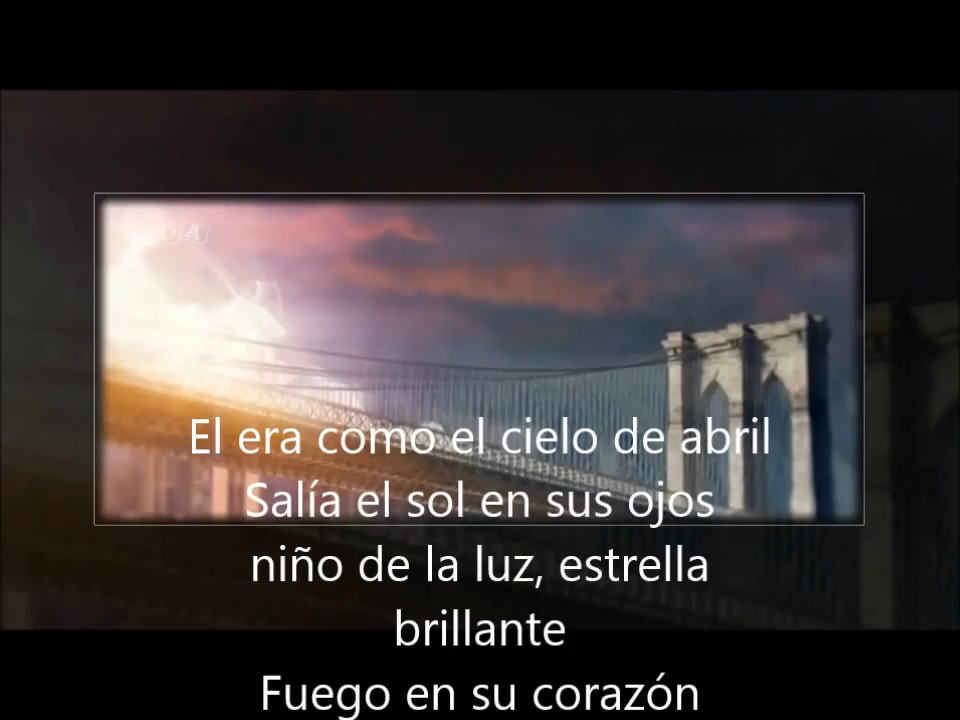 El era como el cielo de abril
Salía el sol en sus ojos
niño de la luz, estrella
brillante
Fuego en su corazón